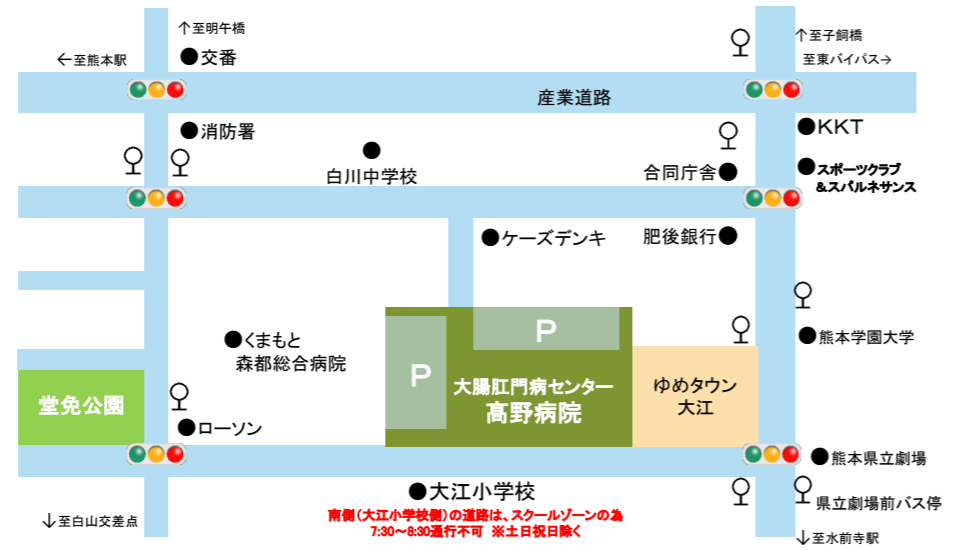 ↑至明午橋
←至熊本駅
●交番
↑至子飼橋
至東バイパス→
産業道路
●消防署
●KKT
白川中学校
合同庁舎●
●スポーツクラブ
&スパルネサンス
●ケーズデンキ
肥後銀行●
●くまもと
森都総合病院
P
P
●熊本学園大学
大腸肛門病センター
髙野病院
ゆめタウン
大江
堂免公園
●ローソン
●熊本県立劇場
●大江小学校
県立劇場前バス停
南側(大江小学校側)の道路は、スクールゾーンの為
7:30~8:30通行不可 ※土日祝日除く
↓至白山交差点
↓至水前寺駅